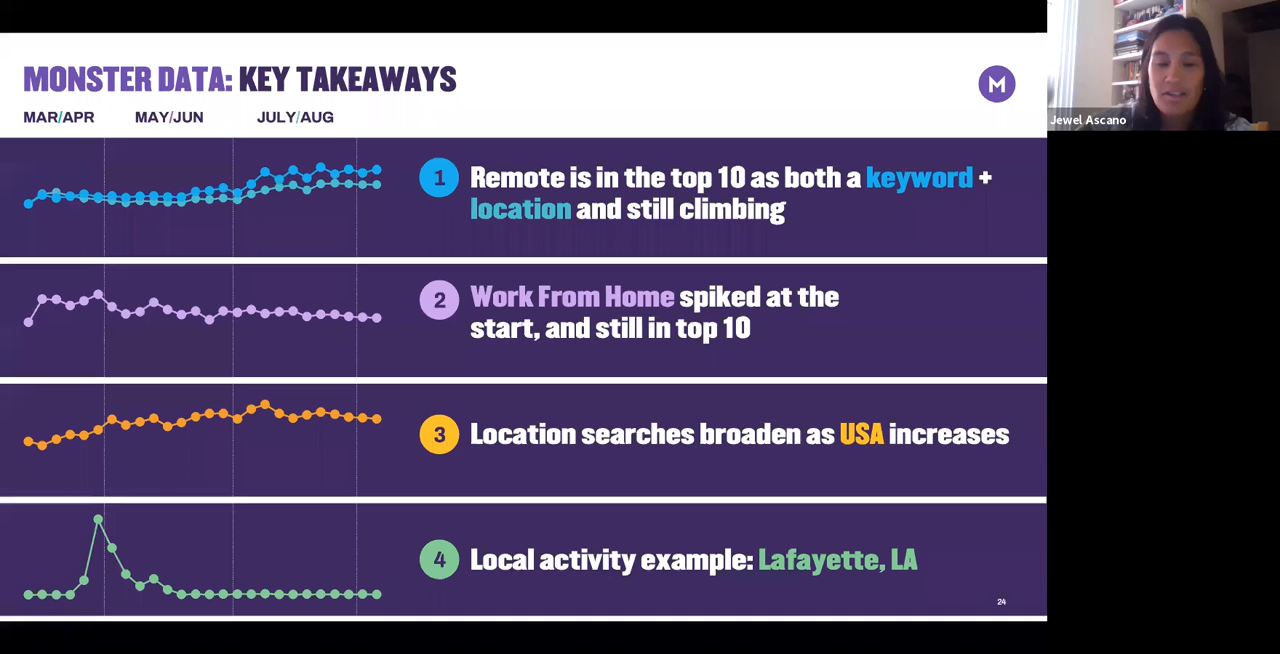 MONSTER DATA: KEY TAKEAWAYS
M
Jewel Ascano
MAR/APR MAY/JUN JULY/AUG
1
Remote is in the top 10 as both a keyword +
location and still climbing
2
Work From Home spiked at the
start, and still in top 10
3
Location searches broaden as USA increases
4
Local activity example: Lafayette, LA
24